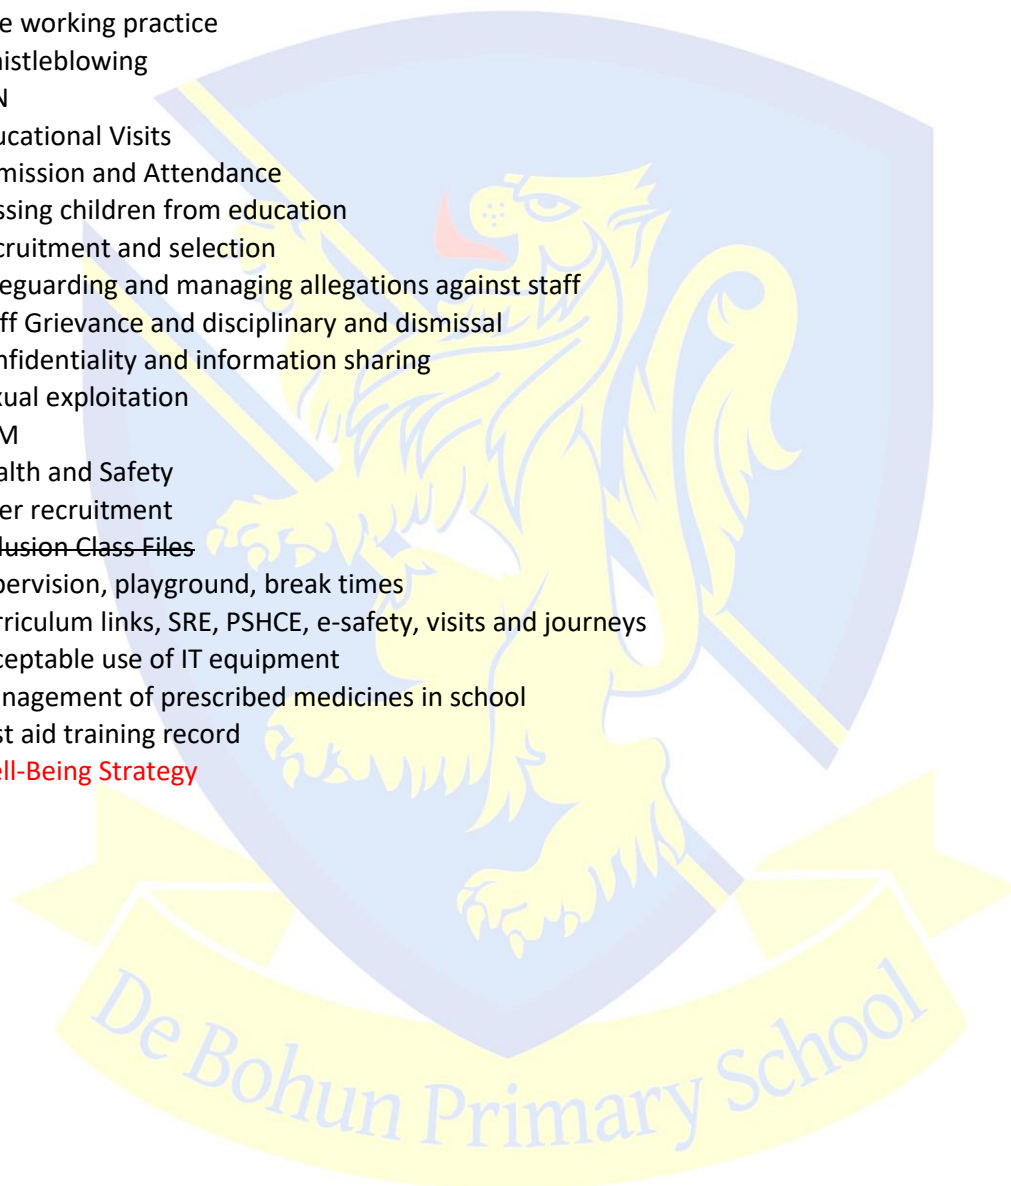 e working practice
istleblowing
N
ucational Visits
mission and Attendance
ssing children from education
cruitment and selection
eguarding and managing allegations against staff
ff Grievance and disciplinary and dismissal
nfidentiality and information sharing
xual exploitation
M
alth and Safety
er recruitment
lusion Class Files
pervision, playground, break times
rriculum links, SRE, PSHCE, e-safety, visits and journeys
ceptable use of IT equipment
nagement of prescribed medicines in school
st aid training record
ell-Being Strategy
De Bohun Primary School